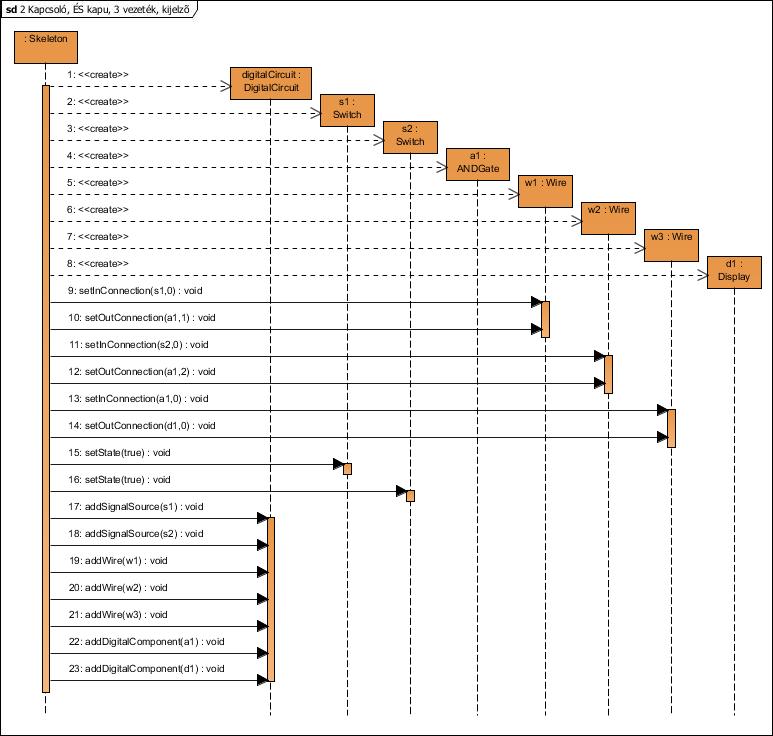 sd 2 Kapcsoló, ÉS kapu, 3 vezeték, kijelző
: Skeleton
1: <<create>>
digitalCircuit :
DigitalCircuit
2: <<create>>
s1 :
Switch
3: <<create>>
s2 :
Switch
4: <<create>>
a1 :
ANDGate
5: <<create>>
w1 : Wire
6: <<create>>
w2 : Wire
7: <<create>>
w3 : Wire
8: <<create>>
d1 :
Display
9: setInConnection(s1,0) : void
10: setOutConnection(a1,1) : void
11: setInConnection(s2,0) : void
12: setOutConnection(a1,2) : void
13: setInConnection(a1,0) : void
14: setOutConnection(d1,0) : void
15: setState(true) : void
16: setState(true) : void
17: addSignalSource(s1) : void
18: addSignalSource(s2) : void
19: addWire(w1) : void
20: addWire(w2) : void
21: addWire(w3) : void
22: addDigitalComponent(a1) : void
23: addDigitalComponent(d1) : void